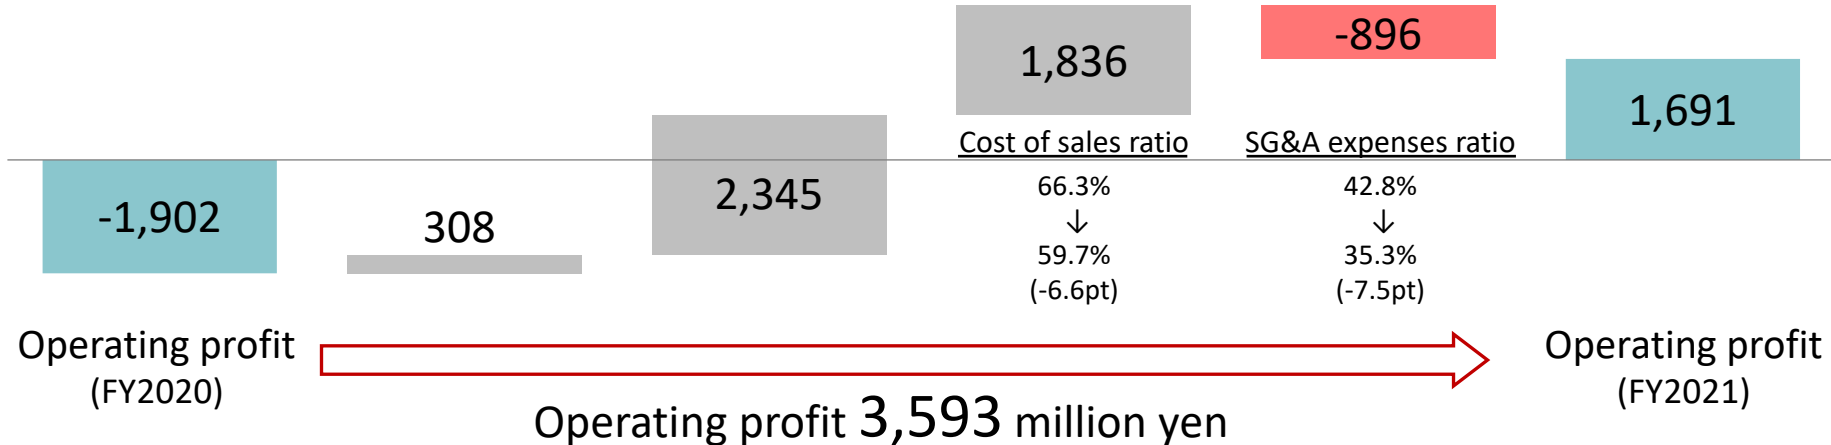 -1,902
308
2,345
1,836
Cost of sales ratio
66.3%
↓
59.7%
(-6.6pt)
-896
SG&A expenses ratio
42.8%
↓
35.3%
(-7.5pt)
1,691
Operating profit
(FY2020)
Operating profit 3,593 million yen
Operating profit
(FY2021)